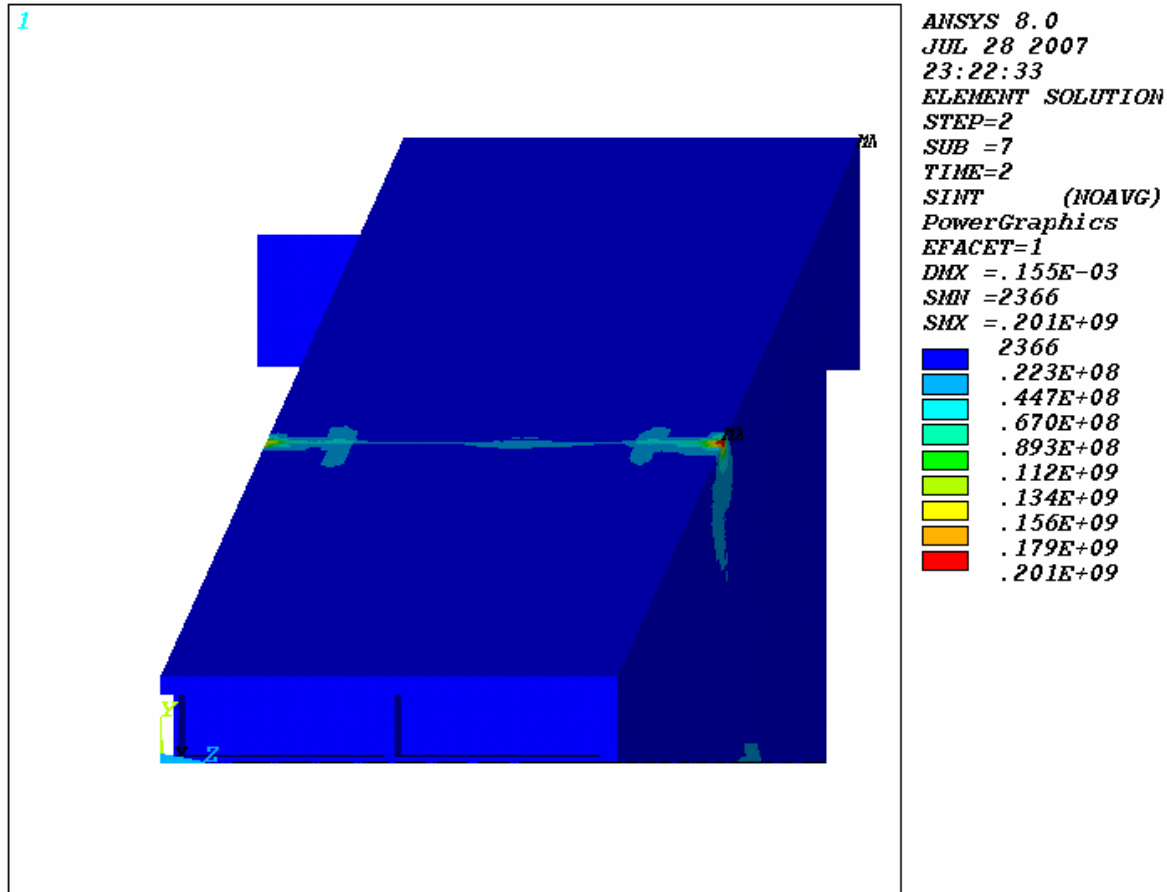 1
ANSYS 8.0
JUL 28 2007
23:22:33
ELEMENT SOLUTION
STEP=2
SUB =7
TIME=2
SINT (NOAVG)
PowerGraphics
EFACET=1
DMX =.155E-03
SMN =2366
SMX =.201E+09
2366
.223E+08
.447E+08
.670E+08
.893E+08
.112E+09
.134E+09
.156E+09
.179E+09
.201E+09
MN
MX
Y
X
Z